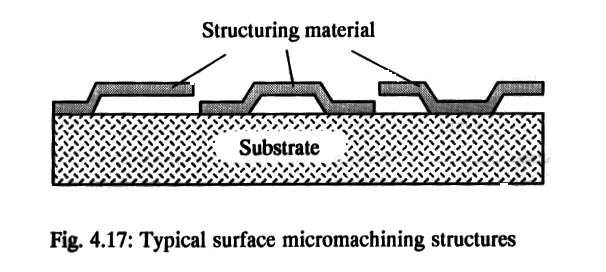 Structuring material
Substrate
Fig. 4.17: Typical surface micromachining structures